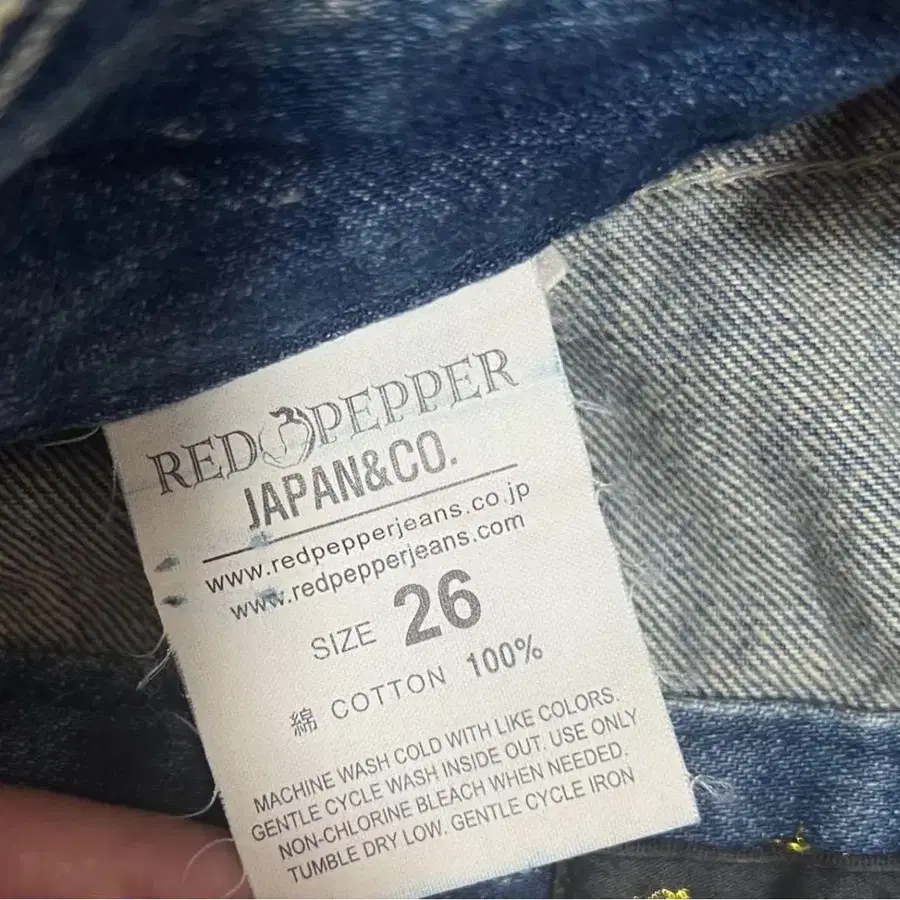 RED PEPPER
JAPAN&CO.
www.redpepperjeans.co.jp
www.redpepperjeans.com
SIZE 26
綿 COTTON 100%
MACHINE WASH COLD WITH LIKE COLORS.
GENTLE CYCLE WASH INSIDE OUT. USE ONLY
NON-CHLORINE BLEACH WHEN NEEDED.
TUMBLE DRY LOW. GENTLE CYCLE IRON